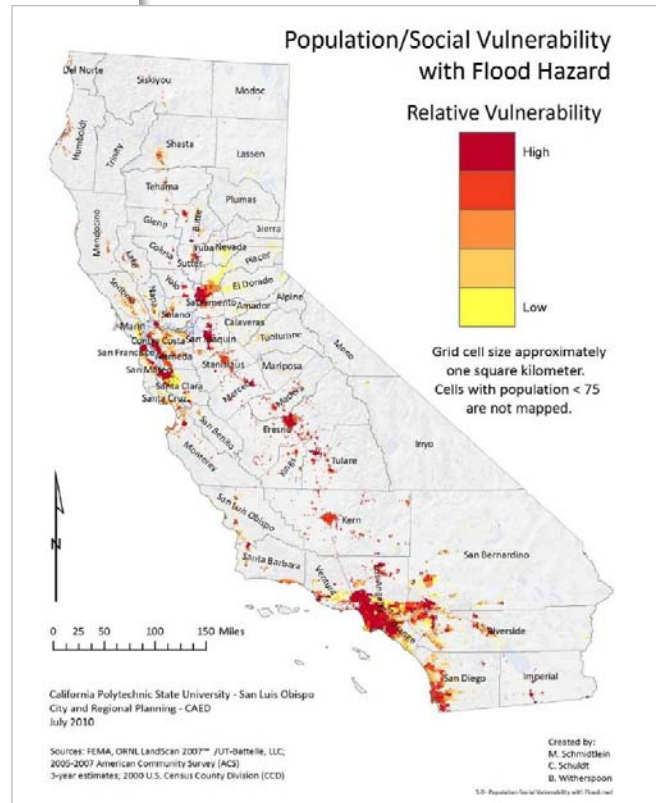 Population/Social Vulnerability
with Flood Hazard
Relative Vulnerability
High
Low
Grid cell size approximately
one square kilometer.
Cells with population < 75
are not mapped.
Del Norte
Siskiyou
Modoc
Humboldt
Trinity
Shasta
Lassen
Tehama
Plumas
Mendocino
Glenn
Butte
Sierra
Lake
Colusa
Yuba
Nevada
Sutter
Placer
Sonoma
Napa
Yolo
El Dorado
Sacramento
Amador
Alpine
Marin
Solano
Calaveras
Contra Costa
San Joaquin
Tuolumne
Mono
San Francisco
Alameda
Stanislaus
Mariposa
San Mateo
Santa Clara
Merced
Madera
Santa Cruz
San Benito
Fresno
Monterey
Kings
Tulare
Inyo
San Luis Obispo
Kern
San Bernardino
Santa Barbara
Ventura
Los Angeles
Orange
Riverside
San Diego
Imperial
N
0 25 50 100 150 Miles
California Polytechnic State University - San Luis Obispo
City and Regional Planning - CAED
July 2010
Sources: FEMA, ORNL LandScan 2007™ /UT-Battelle, LLC;
2005-2007 American Community Survey (ACS)
3-year estimates; 2000 U.S. Census County Division (CCD)
Created by:
M. Schmidtlein
C. Schuldt
B. Witherspoon